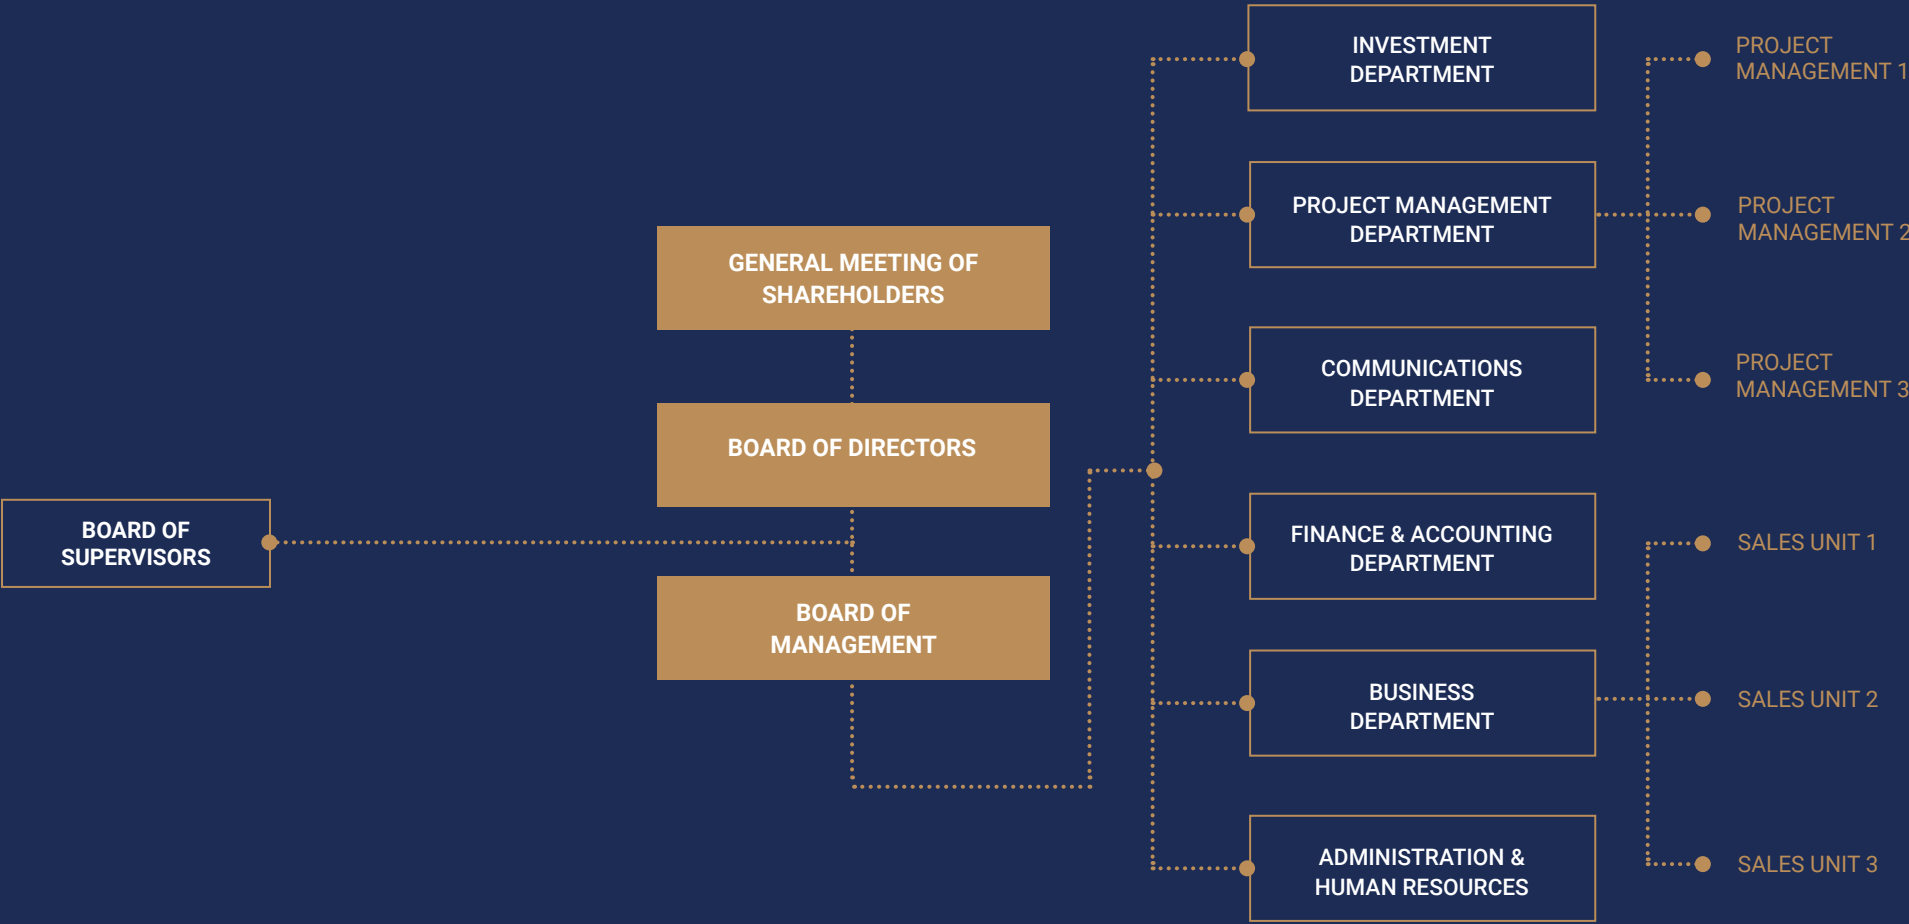 BOARD OF
SUPERVISORS
GENERAL MEETING OF
SHAREHOLDERS
BOARD OF DIRECTORS
BOARD OF
MANAGEMENT
INVESTMENT
DEPARTMENT
PROJECT MANAGEMENT
DEPARTMENT
COMMUNICATIONS
DEPARTMENT
FINANCE & ACCOUNTING
DEPARTMENT
BUSINESS
DEPARTMENT
ADMINISTRATION &
HUMAN RESOURCES
PROJECT
MANAGEMENT 1
PROJECT
MANAGEMENT 2
PROJECT
MANAGEMENT 3
SALES UNIT 1
SALES UNIT 2
SALES UNIT 3